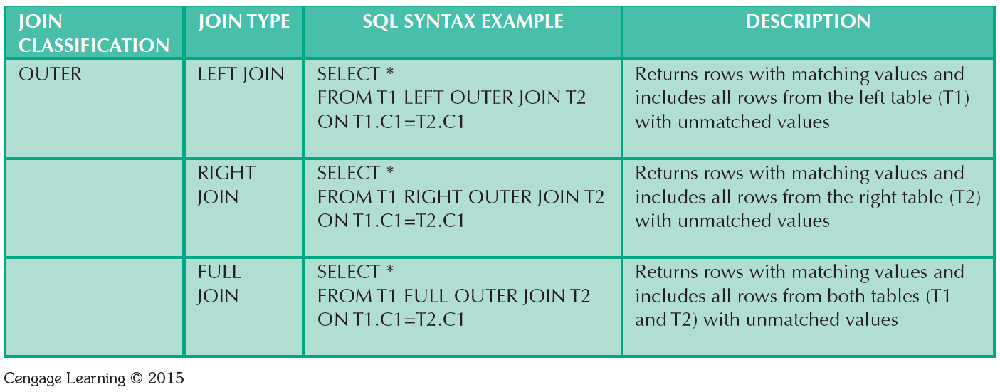 JOIN CLASSIFICATION | JOIN TYPE | SQL SYNTAX EXAMPLE | DESCRIPTION
OUTER | LEFT JOIN | SELECT * | Returns rows with matching values and
FROM T1 LEFT OUTER JOIN T2 | includes all rows from the left table (T1)
ON T1.C1=T2.C1 | with unmatched values
RIGHT | SELECT * | Returns rows with matching values and
JOIN | FROM T1 RIGHT OUTER JOIN T2 | includes all rows from the right table (T2)
ON T1.C1=T2.C1 | with unmatched values
FULL | SELECT * | Returns rows with matching values and
JOIN | FROM T1 FULL OUTER JOIN T2 | includes all rows from both tables (T1
ON T1.C1=T2.C1 | and T2) with unmatched values
Cengage Learning © 2015